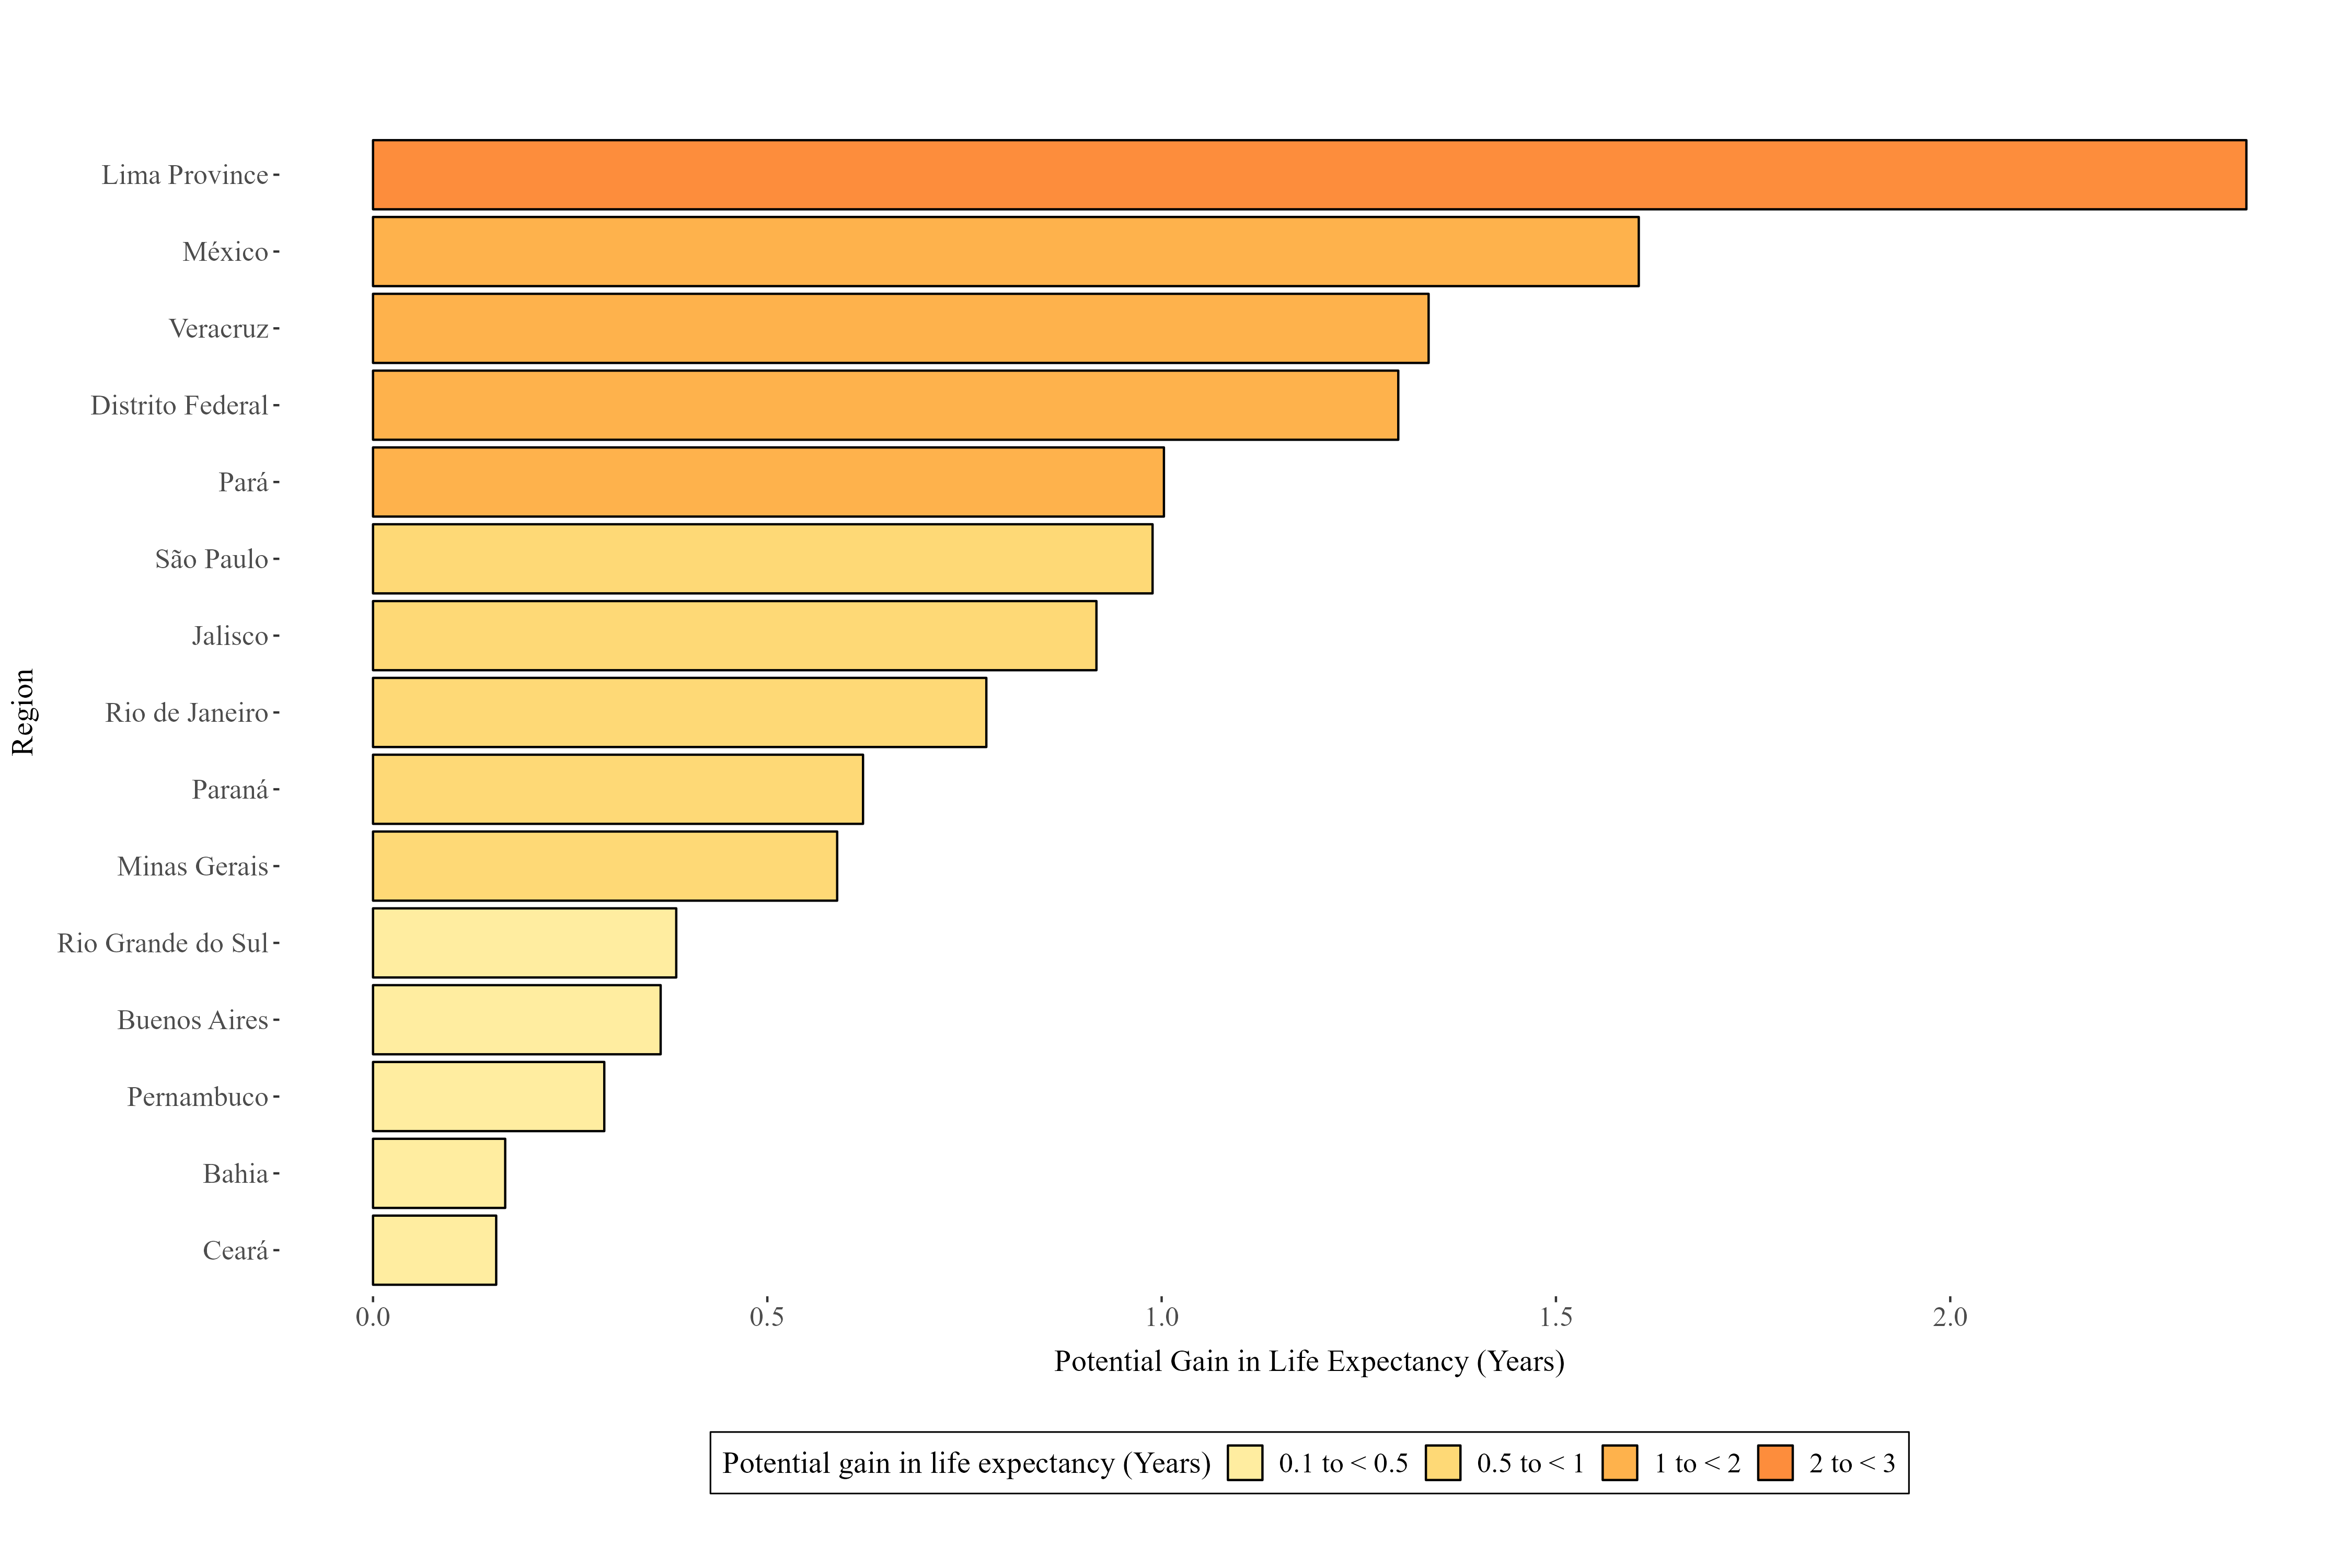 Lima Province
México
Veracruz
Distrito Federal
Pará
São Paulo
Jalisco
Rio de Janeiro
Paraná
Minas Gerais
Rio Grande do Sul
Buenos Aires
Pernambuco
Bahia
Ceará
Region
0.0 0.5 1.0 1.5 2.0
Potential Gain in Life Expectancy (Years)
Potential gain in life expectancy (Years) 0.1 to < 0.5 0.5 to < 1 1 to < 2 2 to < 3